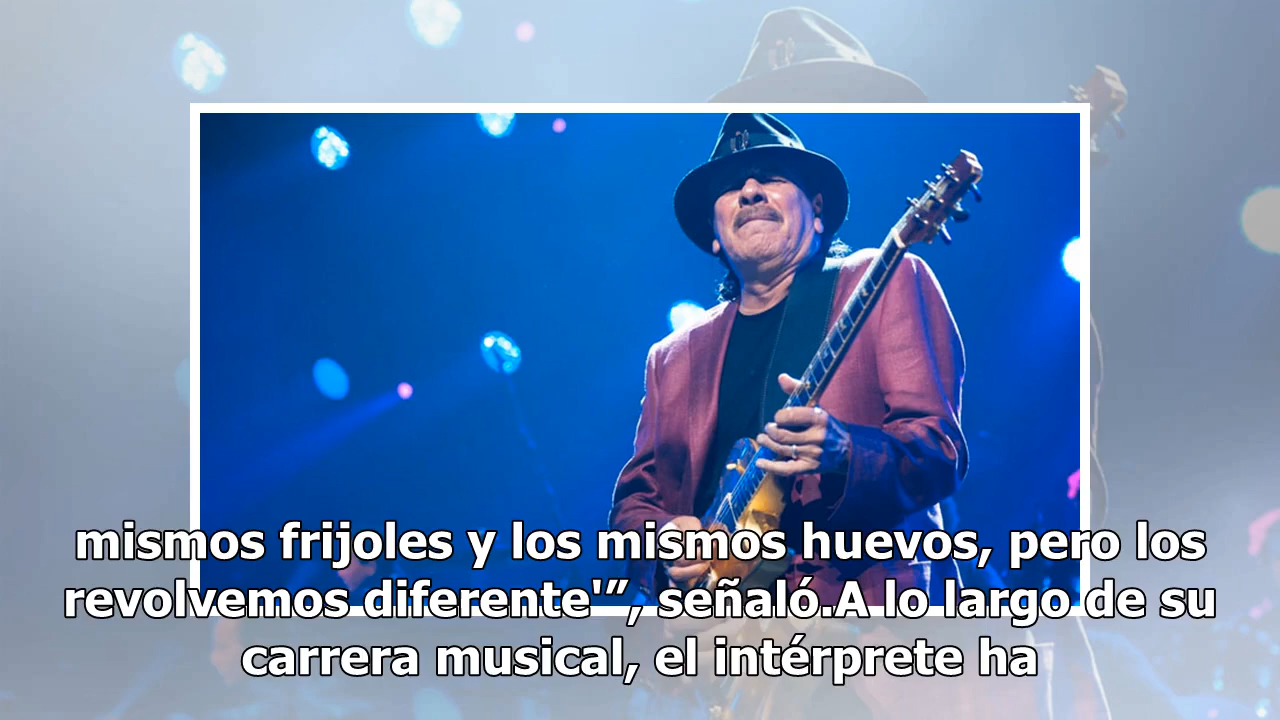 mismos frijoles y los mismos huevos, pero los
revolvemos diferente'”, señaló.A lo largo de su
carrera musical, el intérprete ha